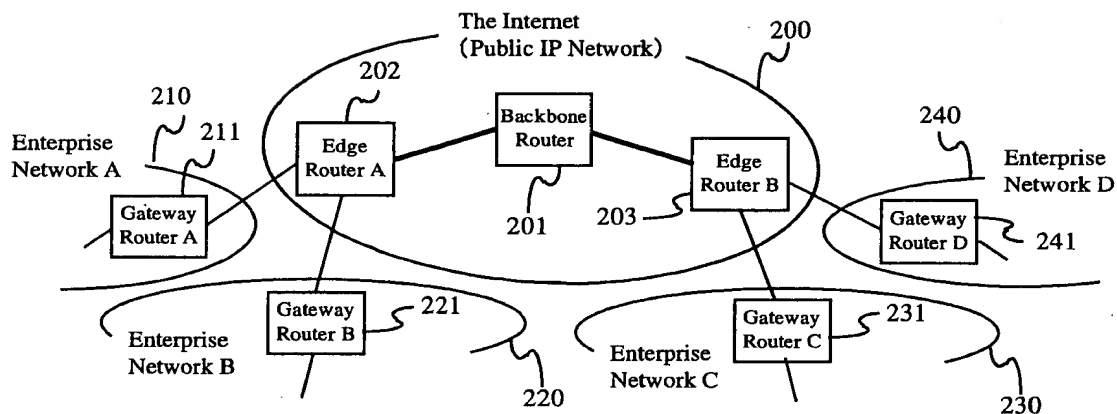 The Internet
(Public IP Network)
200
202
210
211
Enterprise
Network A
Edge
Router A
Backbone
Router
Edge
Router B
240
Enterprise
Network D
Gateway
Router A
201
203
Gateway
Router D
241
Gateway
Router B
221
Enterprise
Network B
220
Gateway
Router C
231
Enterprise
Network C
230